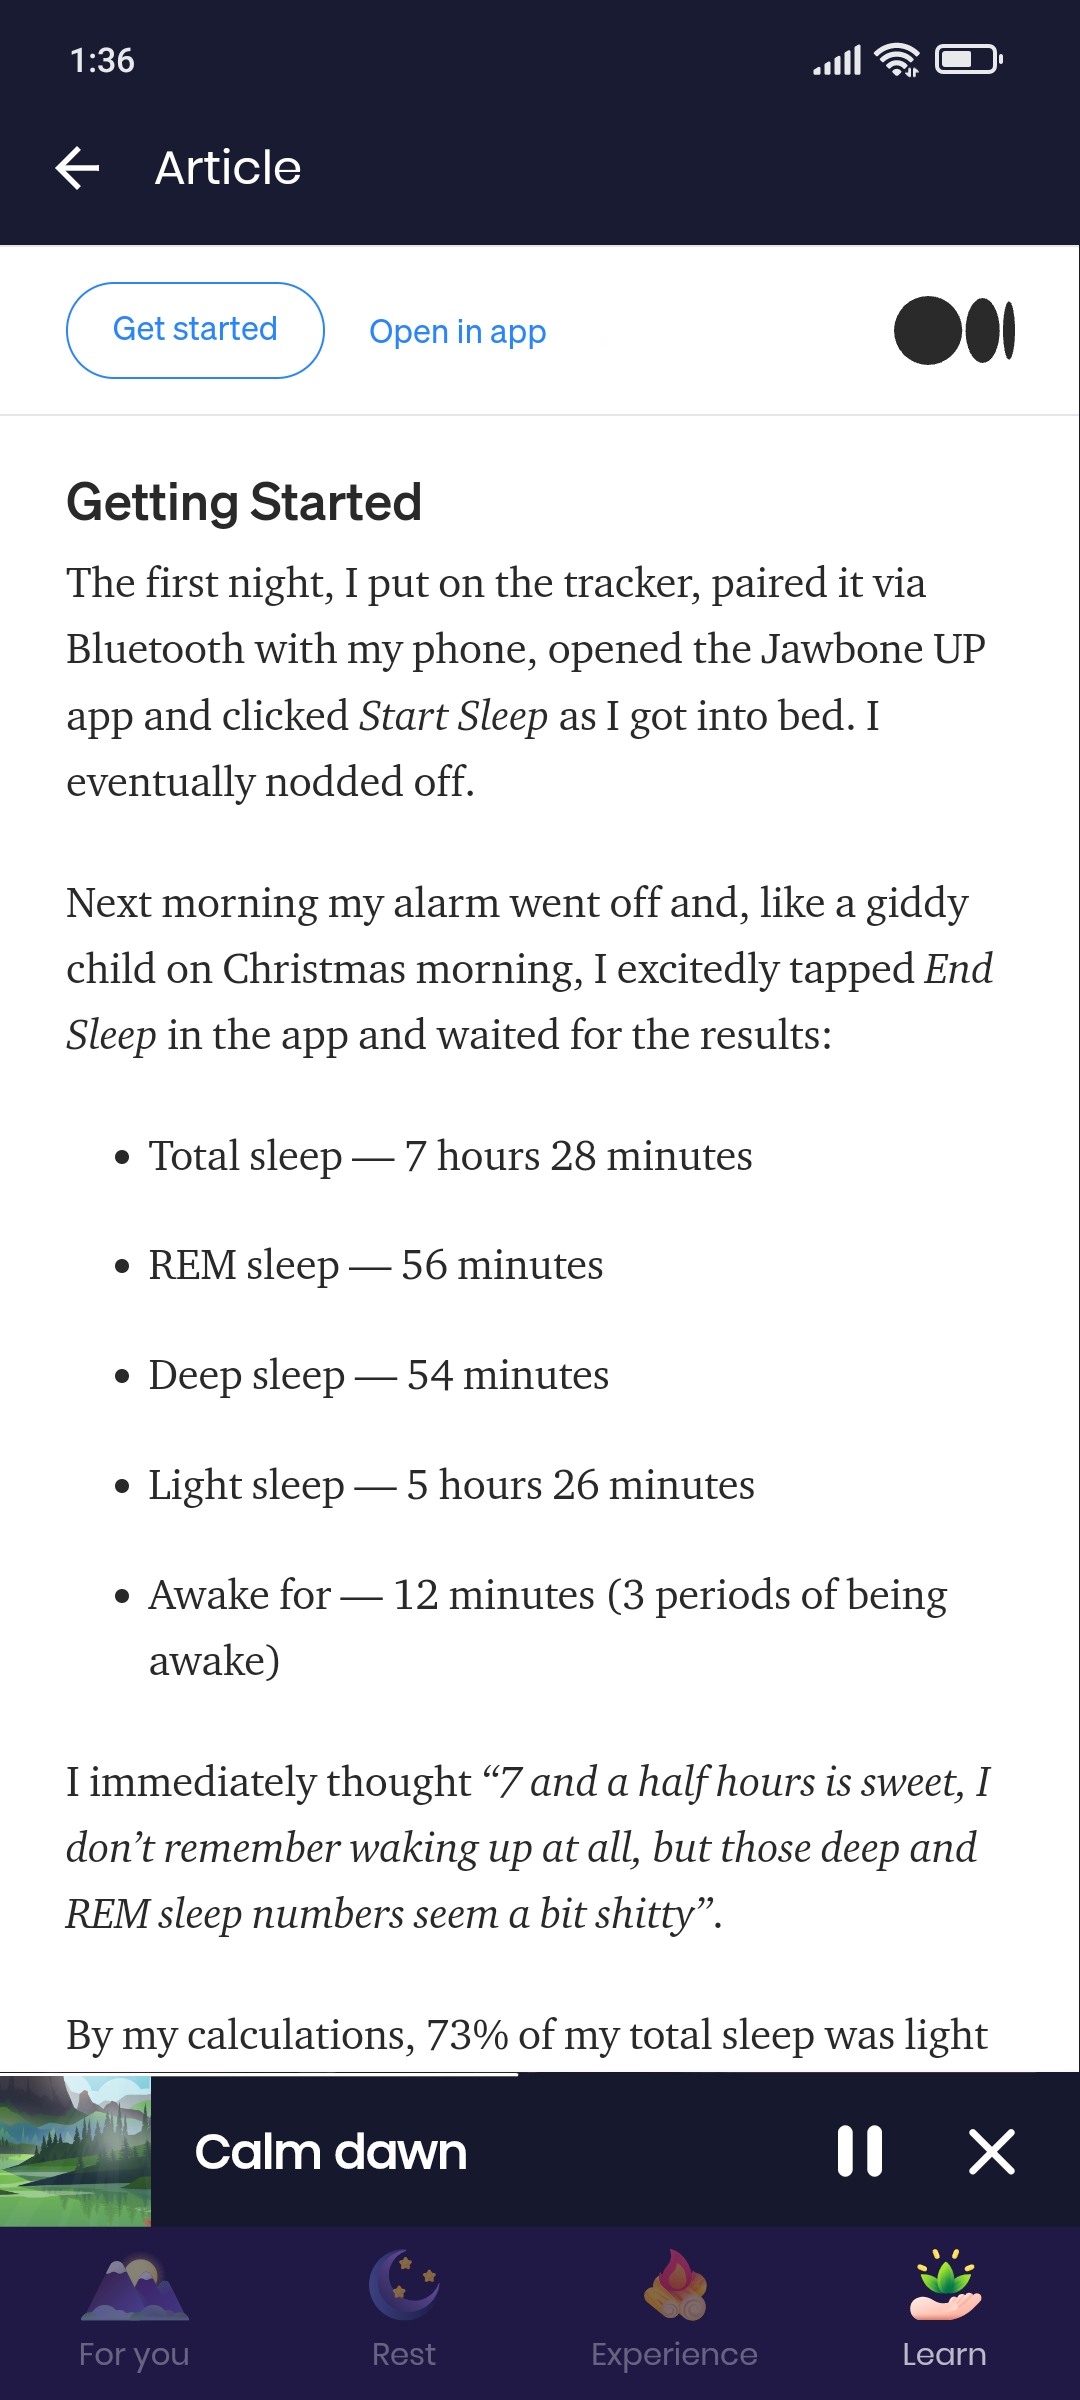 1:36
Article
Get started
Open in app
Getting Started
The first night, I put on the tracker, paired it via
Bluetooth with my phone, opened the Jawbone UP
app and clicked Start Sleep as I got into bed. I
eventually nodded off.
Next morning my alarm went off and, like a giddy
child on Christmas morning, I excitedly tapped End
Sleep in the app and waited for the results:
• Total sleep — 7 hours 28 minutes
• REM sleep — 56 minutes
• Deep sleep — 54 minutes
• Light sleep — 5 hours 26 minutes
• Awake for — 12 minutes (3 periods of being
awake)
I immediately thought “7 and a half hours is sweet, I
don’t remember waking up at all, but those deep and
REM sleep numbers seem a bit shitty”.
By my calculations, 73% of my total sleep was light
Calm dawn
For you
Rest
Experience
Learn